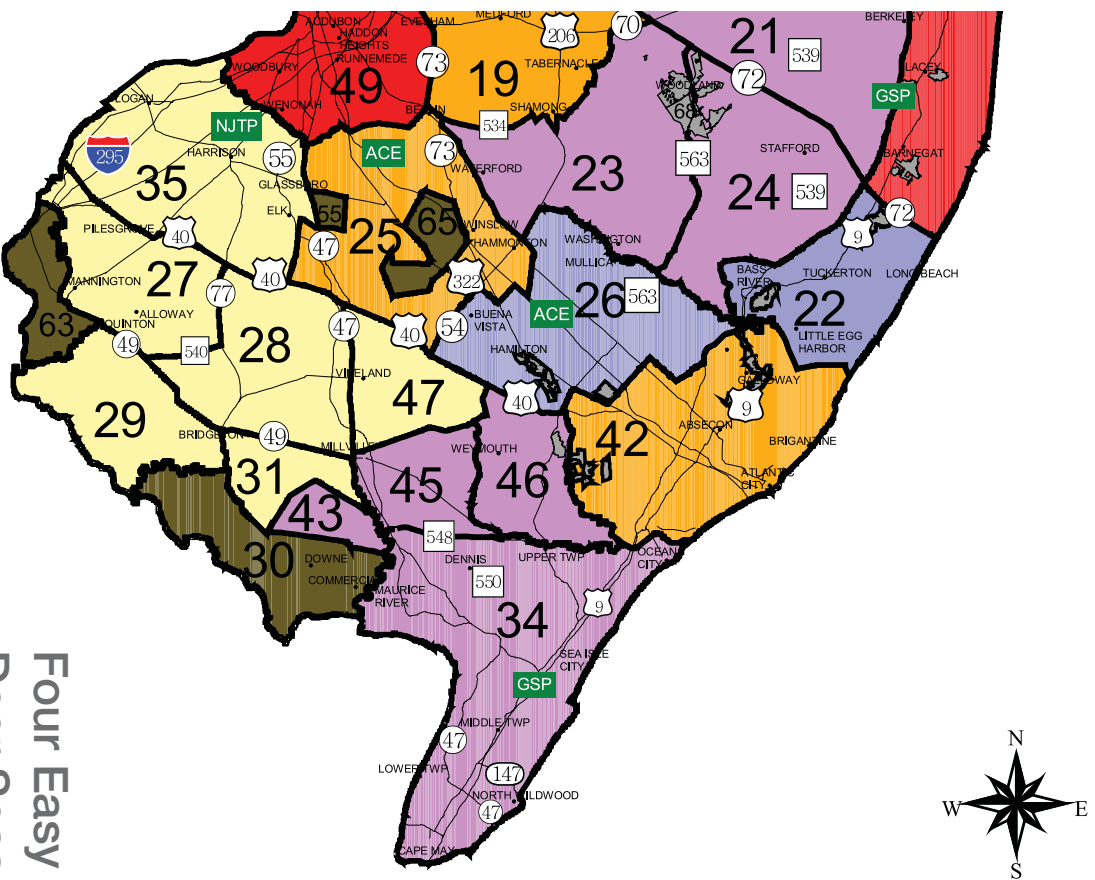 AUDUBON
EVESHAM
MEDFORD
206
70
21
BERKELEY
HADDON
HEIGHTS
RUNNEMEDE
73
TABERNACLE
539
WOODBURY
72
LACEY
WOODLAND
49
19
GSP
LOGAN
WENONAH
BERLIN
SHAMONG
68
NJTP
534
295
HARRISON
55
ACE
73
563
STAFFORD
BARNEGAT
35
WATERFORD
23
GLASSBORO
24
539
ELK
55
65
WINSLOW
72
PILESGROVE
40
47
25
HAMMONTON
WASHINGTON
9
MULLICA
40
322
BASS
RIVER
TUCKERTON
LONG BEACH
MANNINGTON
27
77
26
563
ALLOWAY
BUENA
VISTA
ACE
22
63
QUINTON
47
40
54
LITTLE EGG
HARBOR
49
540
28
HAMILTON
VINELAND
GALLOWAY
29
47
40
9
ABSECON
BRIDGETON
49
MILLVILLE
WEYMOUTH
42
BRIGANTINE
31
45
46
ATLANTIC
CITY
43
548
30
DOWNE
DENNIS
UPPER TWP
OCEAN
CITY
COMMERCIAL
550
MAURICE
RIVER
9
34
SEA ISLE
CITY
GSP
MIDDLE TWP
47
LOWER TWP
147
NORTH WILDWOOD
47
CAPE MAY
Four Easy
N
W
E
S